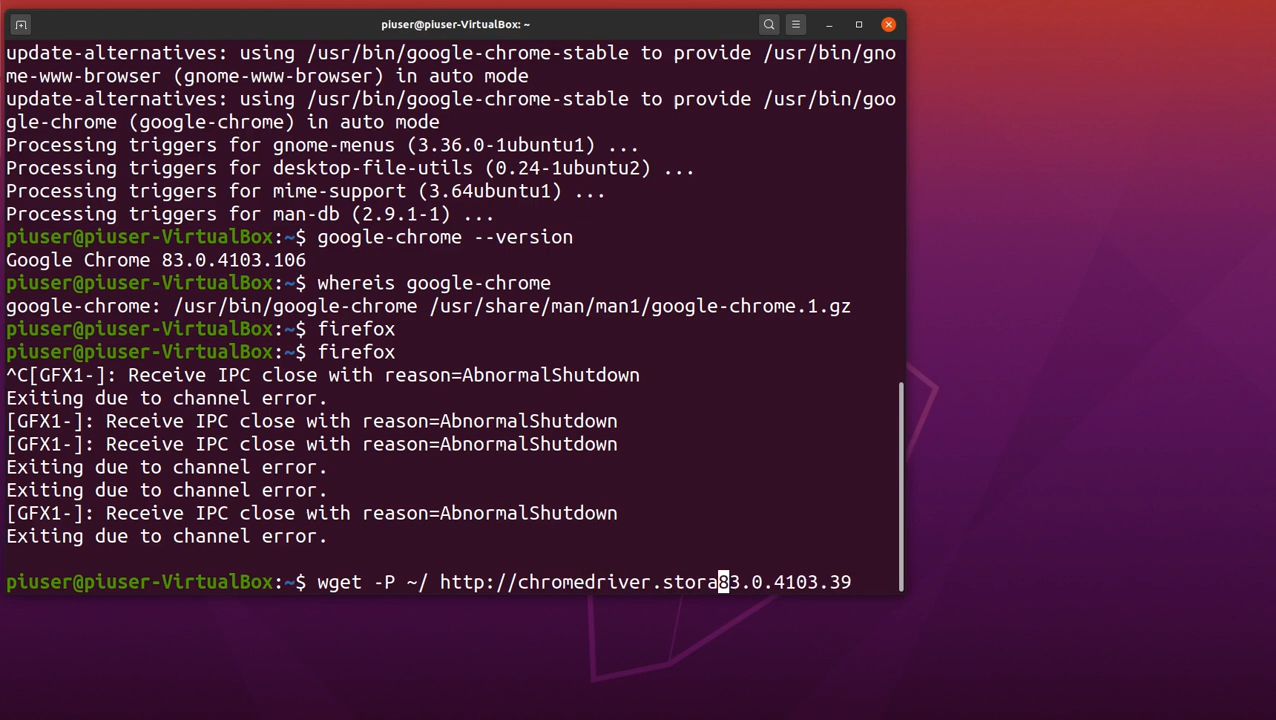 piuser@piuser-VirtualBox: ~
update-alternatives: using /usr/bin/google-chrome-stable to provide /usr/bin/gno
me-www-browser (gnome-www-browser) in auto mode
update-alternatives: using /usr/bin/google-chrome-stable to provide /usr/bin/goo
gle-chrome (google-chrome) in auto mode
Processing triggers for gnome-menus (3.36.0-1ubuntu1) ...
Processing triggers for desktop-file-utils (0.24-1ubuntu2) ...
Processing triggers for mime-support (3.64ubuntu1) ...
Processing triggers for man-db (2.9.1-1) ...
piuser@piuser-VirtualBox:~$ google-chrome --version
Google Chrome 83.0.4103.106
piuser@piuser-VirtualBox:~$ whereis google-chrome
google-chrome: /usr/bin/google-chrome /usr/share/man/man1/google-chrome.1.gz
piuser@piuser-VirtualBox:~$ firefox
piuser@piuser-VirtualBox:~$ firefox
^C[GFX1-]: Receive IPC close with reason=AbnormalShutdown
Exiting due to channel error.
[GFX1-]: Receive IPC close with reason=AbnormalShutdown
[GFX1-]: Receive IPC close with reason=AbnormalShutdown
Exiting due to channel error.
Exiting due to channel error.
[GFX1-]: Receive IPC close with reason=AbnormalShutdown
Exiting due to channel error.
piuser@piuser-VirtualBox:~$ wget -P ~/ http://chromedriver.stora83.0.4103.39